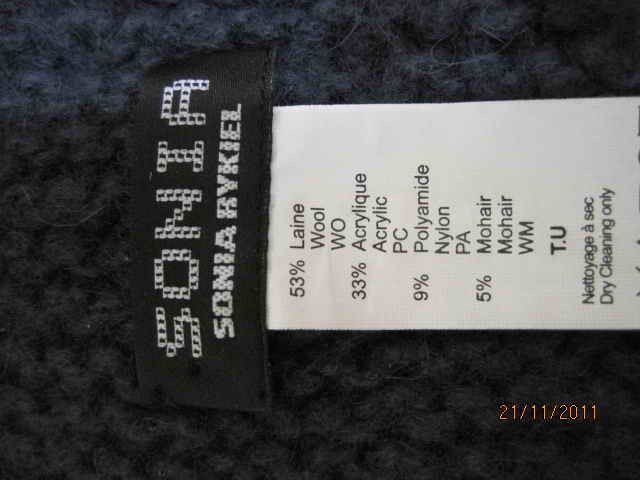 SONIA
SONIA RYKIEL
53% Laine
Wool
WO
33% Acrylique
Acrylic
PC
9% Polyamide
Nylon
PA
5% Mohair
Mohair
WM
T.U
Nettoyage à sec
Dry Cleaning only
21/11/2011